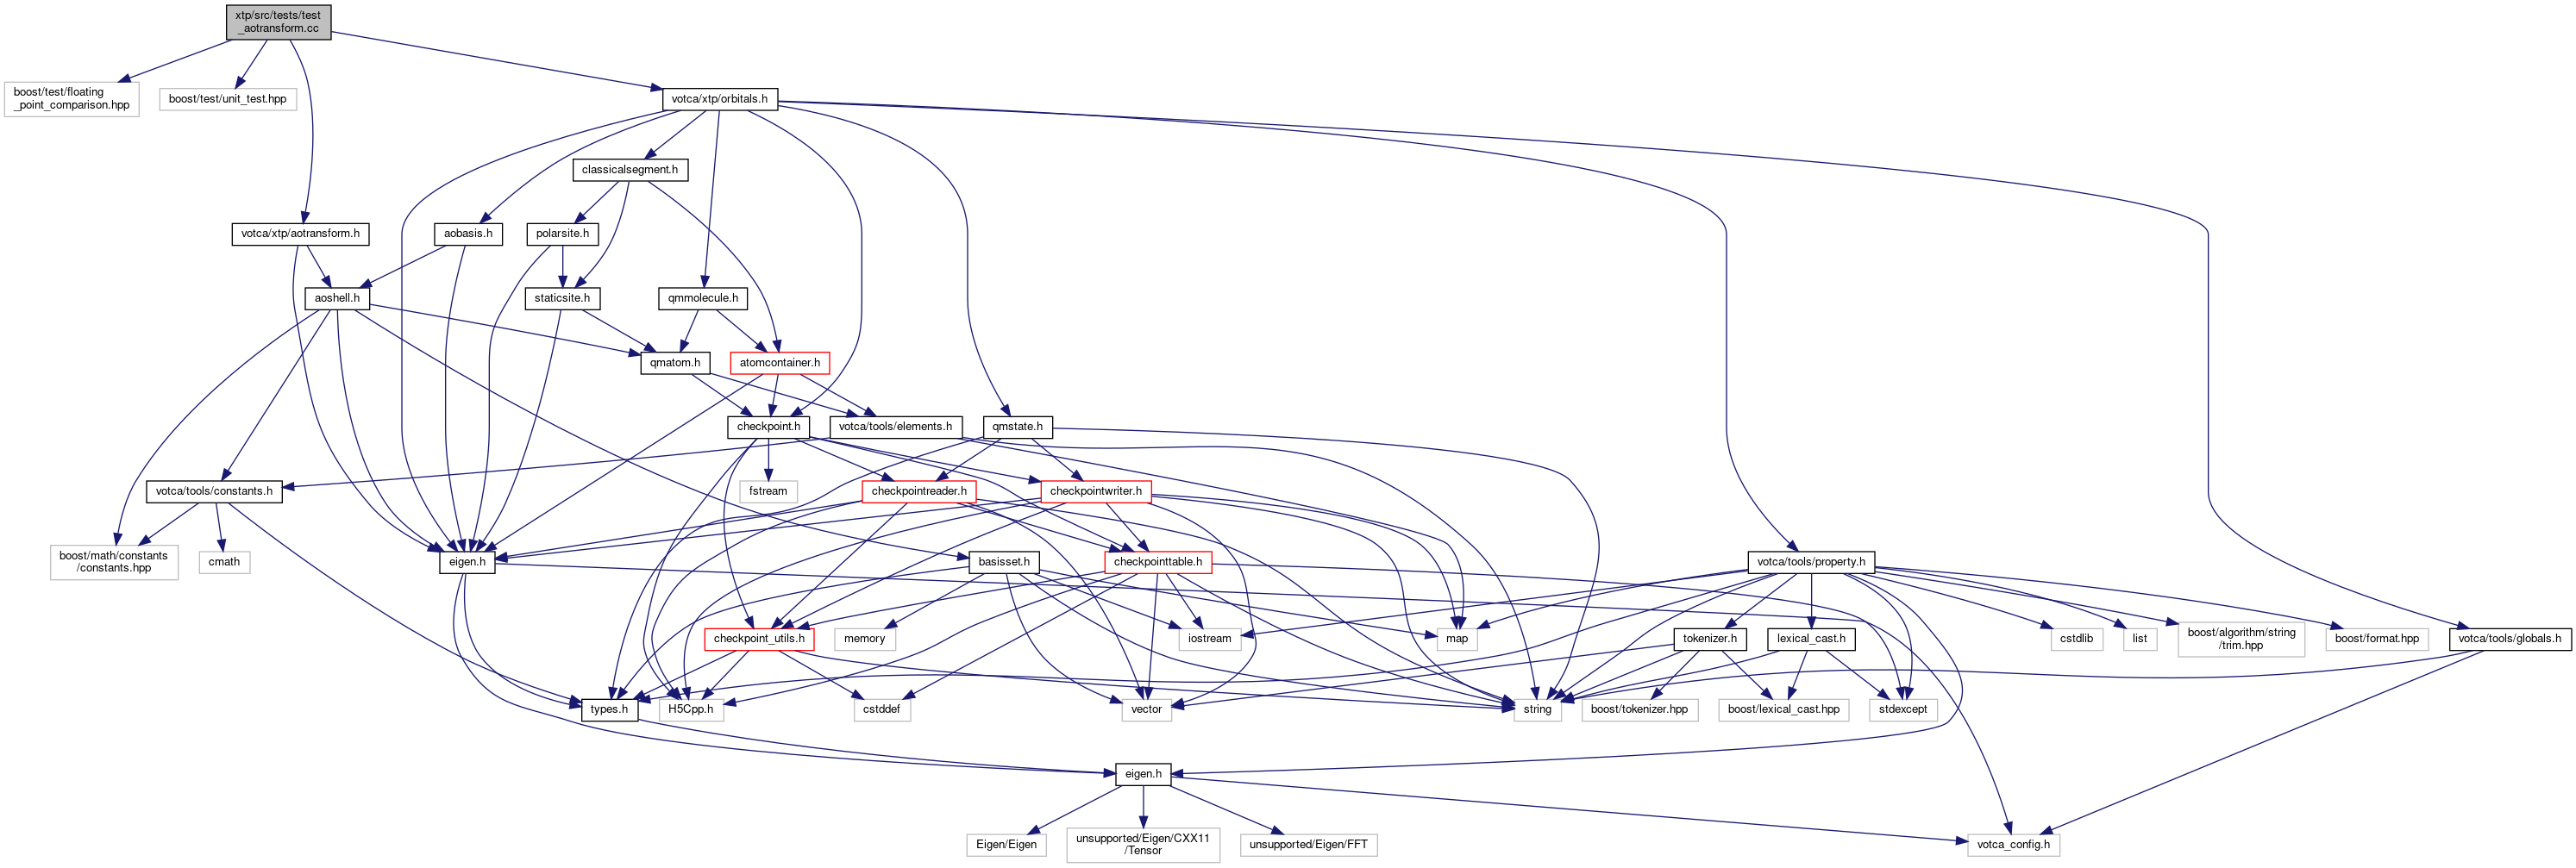 xtp/src/tests/test
_aotransform.cc
boost/test/floating
_point_comparison.hpp
boost/test/unit_test.hpp
votca/xtp/orbitals.h
classicalsegment.h
votca/xtp/aotransform.h
aobasis.h
polarsite.h
aoshell.h
staticsite.h
qmmolecule.h
qmatom.h
atomcontainer.h
checkpoint.h
votca/tools/elements.h
qmstate.h
votca/tools/constants.h
fstream
checkpointreader.h
checkpointwriter.h
boost/math/constants
/constants.hpp
cmath
eigen.h
basisset.h
checkpointtable.h
votca/tools/property.h
checkpoint_utils.h
memory
iostream
map
tokenizer.h
lexical_cast.h
cstdlib
list
boost/algorithm/string
/trim.hpp
boost/format.hpp
votca/tools/globals.h
types.h
H5Cpp.h
cstddef
vector
string
boost/tokenizer.hpp
boost/lexical_cast.hpp
stdexcept
eigen.h
Eigen/Eigen
unsupported/Eigen/CXX11
/Tensor
unsupported/Eigen/FFT
votca_config.h